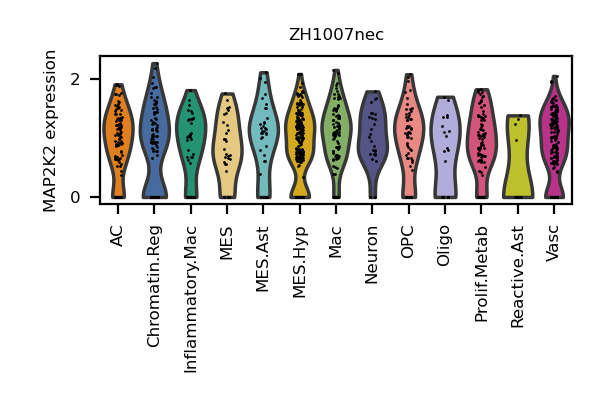 ZH1007nec
MAP2K2 expression
2
0
AC
Chromatin.Reg
Inflammatory.Mac
MES
MES.Ast
MES.Hyp
Mac
Neuron
OPC
Oligo
Prolif.Metab
Reactive.Ast
Vasc